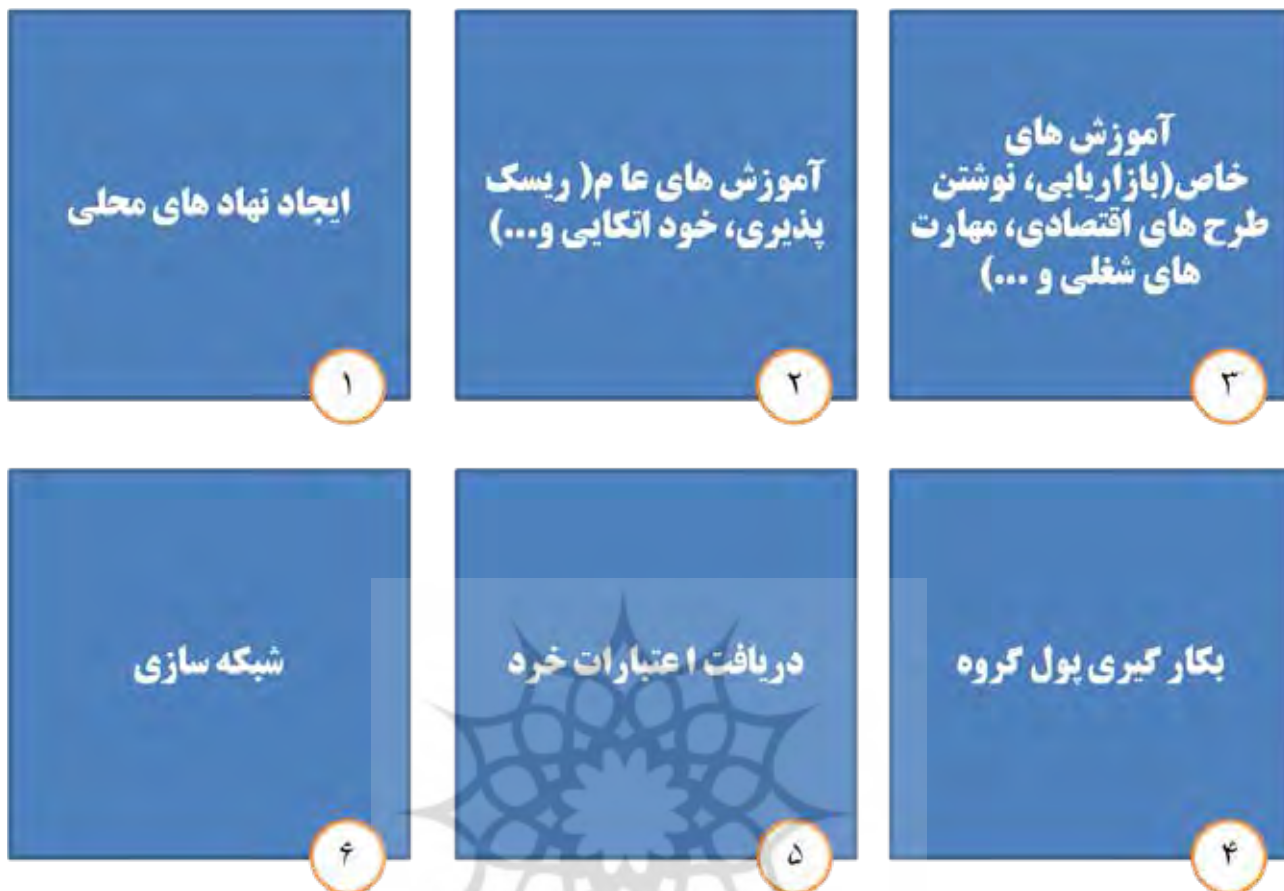 ایجاد نهاد های محلی
۱
آموزش های عا م( ریسک
پذیری، خود اتکایی و...)
۲
آموزش های
خاص(بازاریابی، نوشتن
طرح های اقتصادی، مهارت
های شغلی و ...)
۳
بکار گیری پول گروه
۴
دریافت ا عتبارات خرد
۵
شبکه سازی
۶